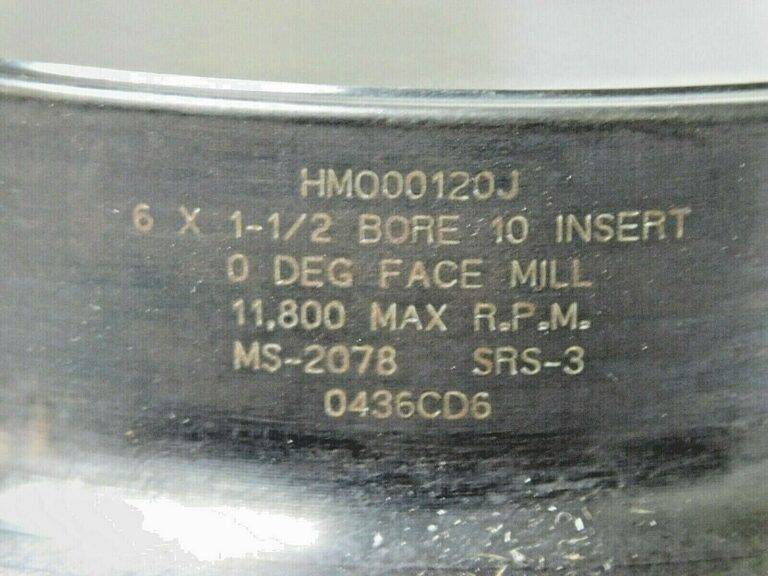 HM000120J
6 X 1-1/2 BORE 10 INSERT
0 DEG FACE MILL
11,800 MAX R.P.M.
MS-2078 SRS-3
0436CD6